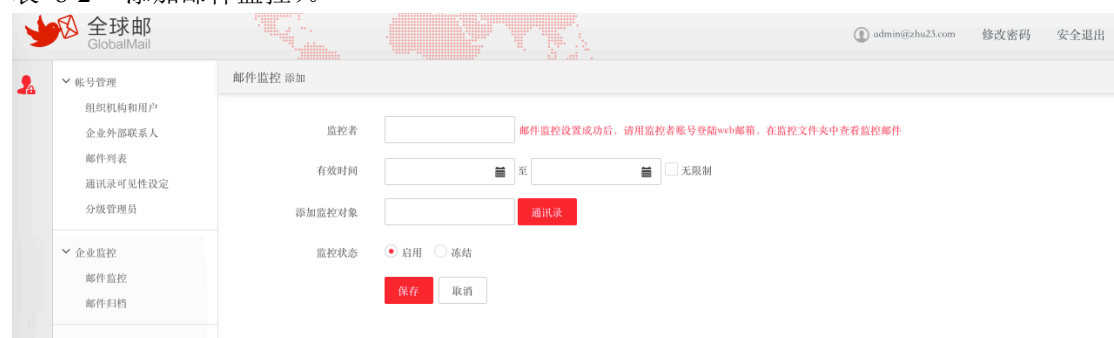 全球邮
GlobalMail
admin@zhu23.com 修改密码 安全退出
帐号管理
组织机构和用户
企业外部联系人
邮件列表
通讯录可见性设定
分级管理员
企业监控
邮件监控
邮件归档
邮件监控 添加
监控者 邮件监控设置成功后，请用监控者账号登陆web邮箱，在监控文件夹中查看监控邮件
有效时间 至 无限制
添加监控对象 通讯录
监控状态 启用 冻结
保存 取消